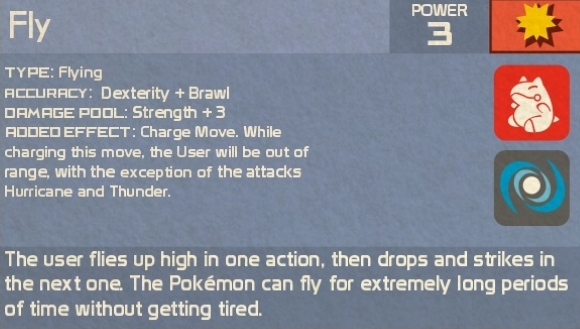 Fly
POWER
3
TYPE: Flying
ACCURACY: Dexterity + Brawl
DAMAGE POOL: Strength + 3
ADDED EFFECT: Charge Move. While
charging this move, the User will be out of
range, with the exception of the attacks
Hurricane and Thunder.
The user flies up high in one action, then drops and strikes in
the next one. The Pokémon can fly for extremely long periods
of time without getting tired.